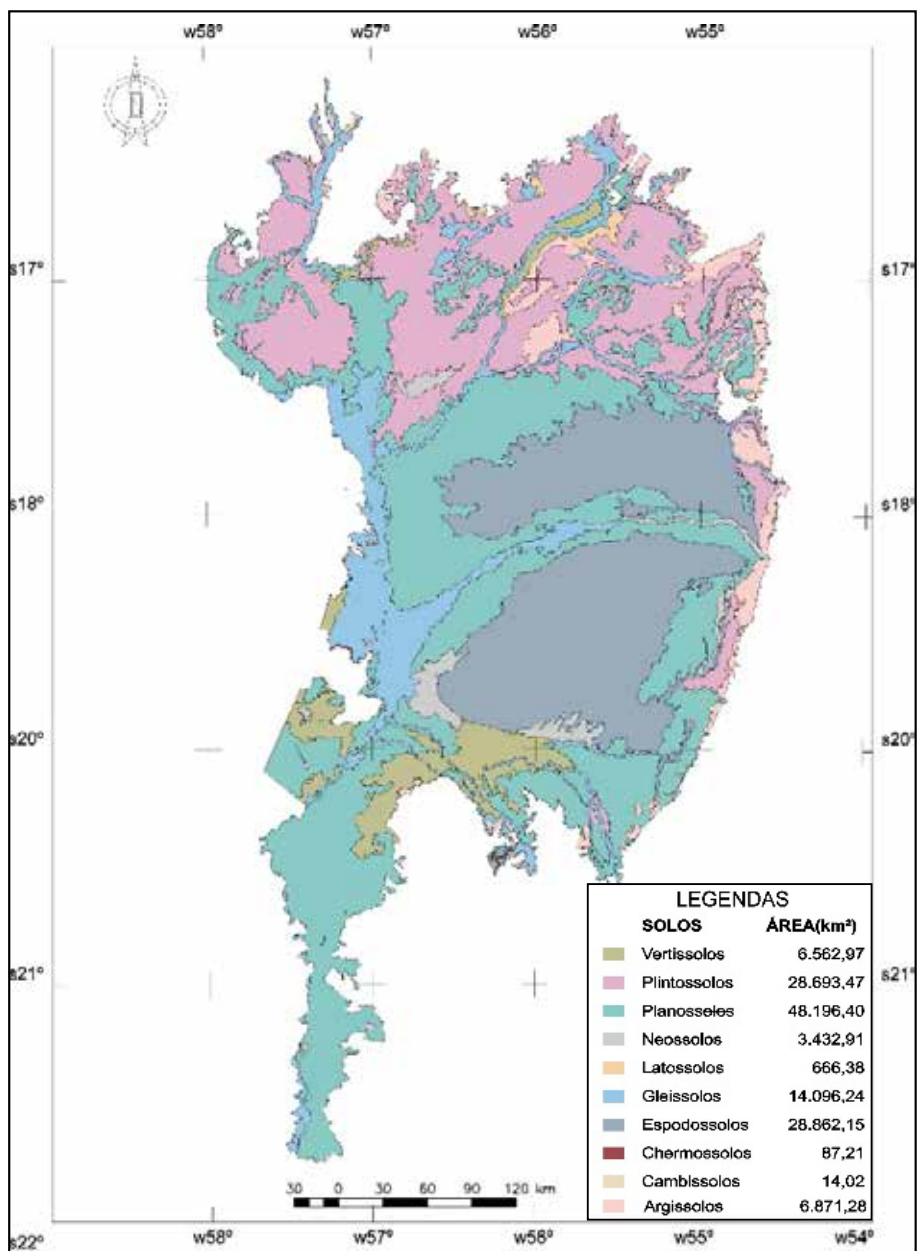 w58º w57º w56º w55º
s17º s17º
s18º s18º
s20º s20º
s21º s21º
s22º
LEGENDAS
SOLOS ÁREA(km²)
Vertissolos 6.562,97
Plintossolos 28.693,47
Planossolos 48.196,40
Neossolos 3.432,91
Latossolos 666,38
Gleissolos 14.096,24
Espodossolos 28.862,15
Chermossolos 87,21
Cambissolos 14,02
Argissolos 6.871,28
30 0 30 60 90 120 km
w58º w57º w56º w55º w54º